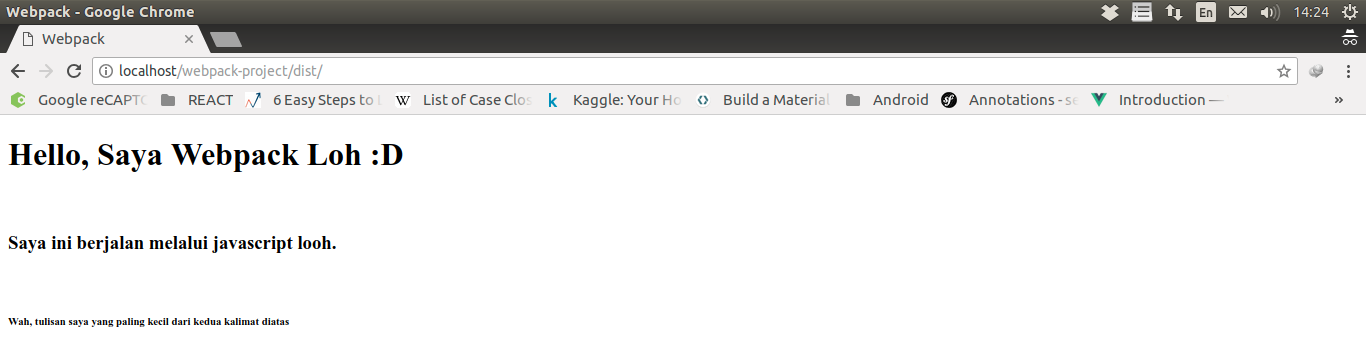 Webpack - Google Chrome
En
14:24
Webpack
localhost/webpack-project/dist/
Google reCAPTC
REACT
6 Easy Steps to L
W
List of Case Clos
k
Kaggle: Your Ho
Build a Material
Android
sf
Annotations - se
Introduction —
»
Hello, Saya Webpack Loh :D
Saya ini berjalan melalui javascript looh.
Wah, tulisan saya yang paling kecil dari kedua kalimat diatas